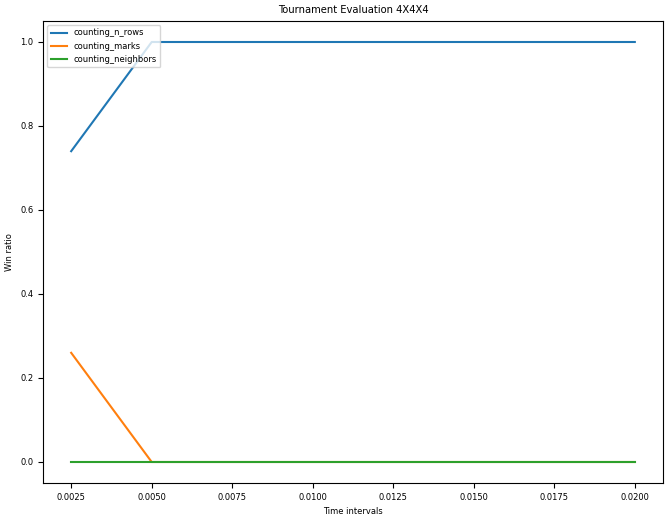 Tournament Evaluation 4X4X4
counting_n_rows
counting_marks
counting_neighbors
1.0
0.8
0.6
0.4
0.2
0.0
Win ratio
0.0025 0.0050 0.0075 0.0100 0.0125 0.0150 0.0175 0.0200
Time intervals